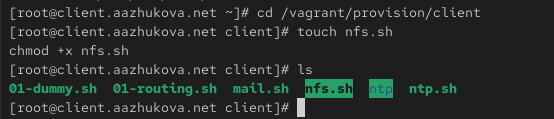 [root@client.aazhukova.net ~]# cd /vagrant/provision/client
[root@client.aazhukova.net client]# touch nfs.sh
chmod +x nfs.sh
[root@client.aazhukova.net client]# ls
01-dummy.sh 01-routing.sh mail.sh nfs.sh ntp ntp.sh
[root@client.aazhukova.net client]#